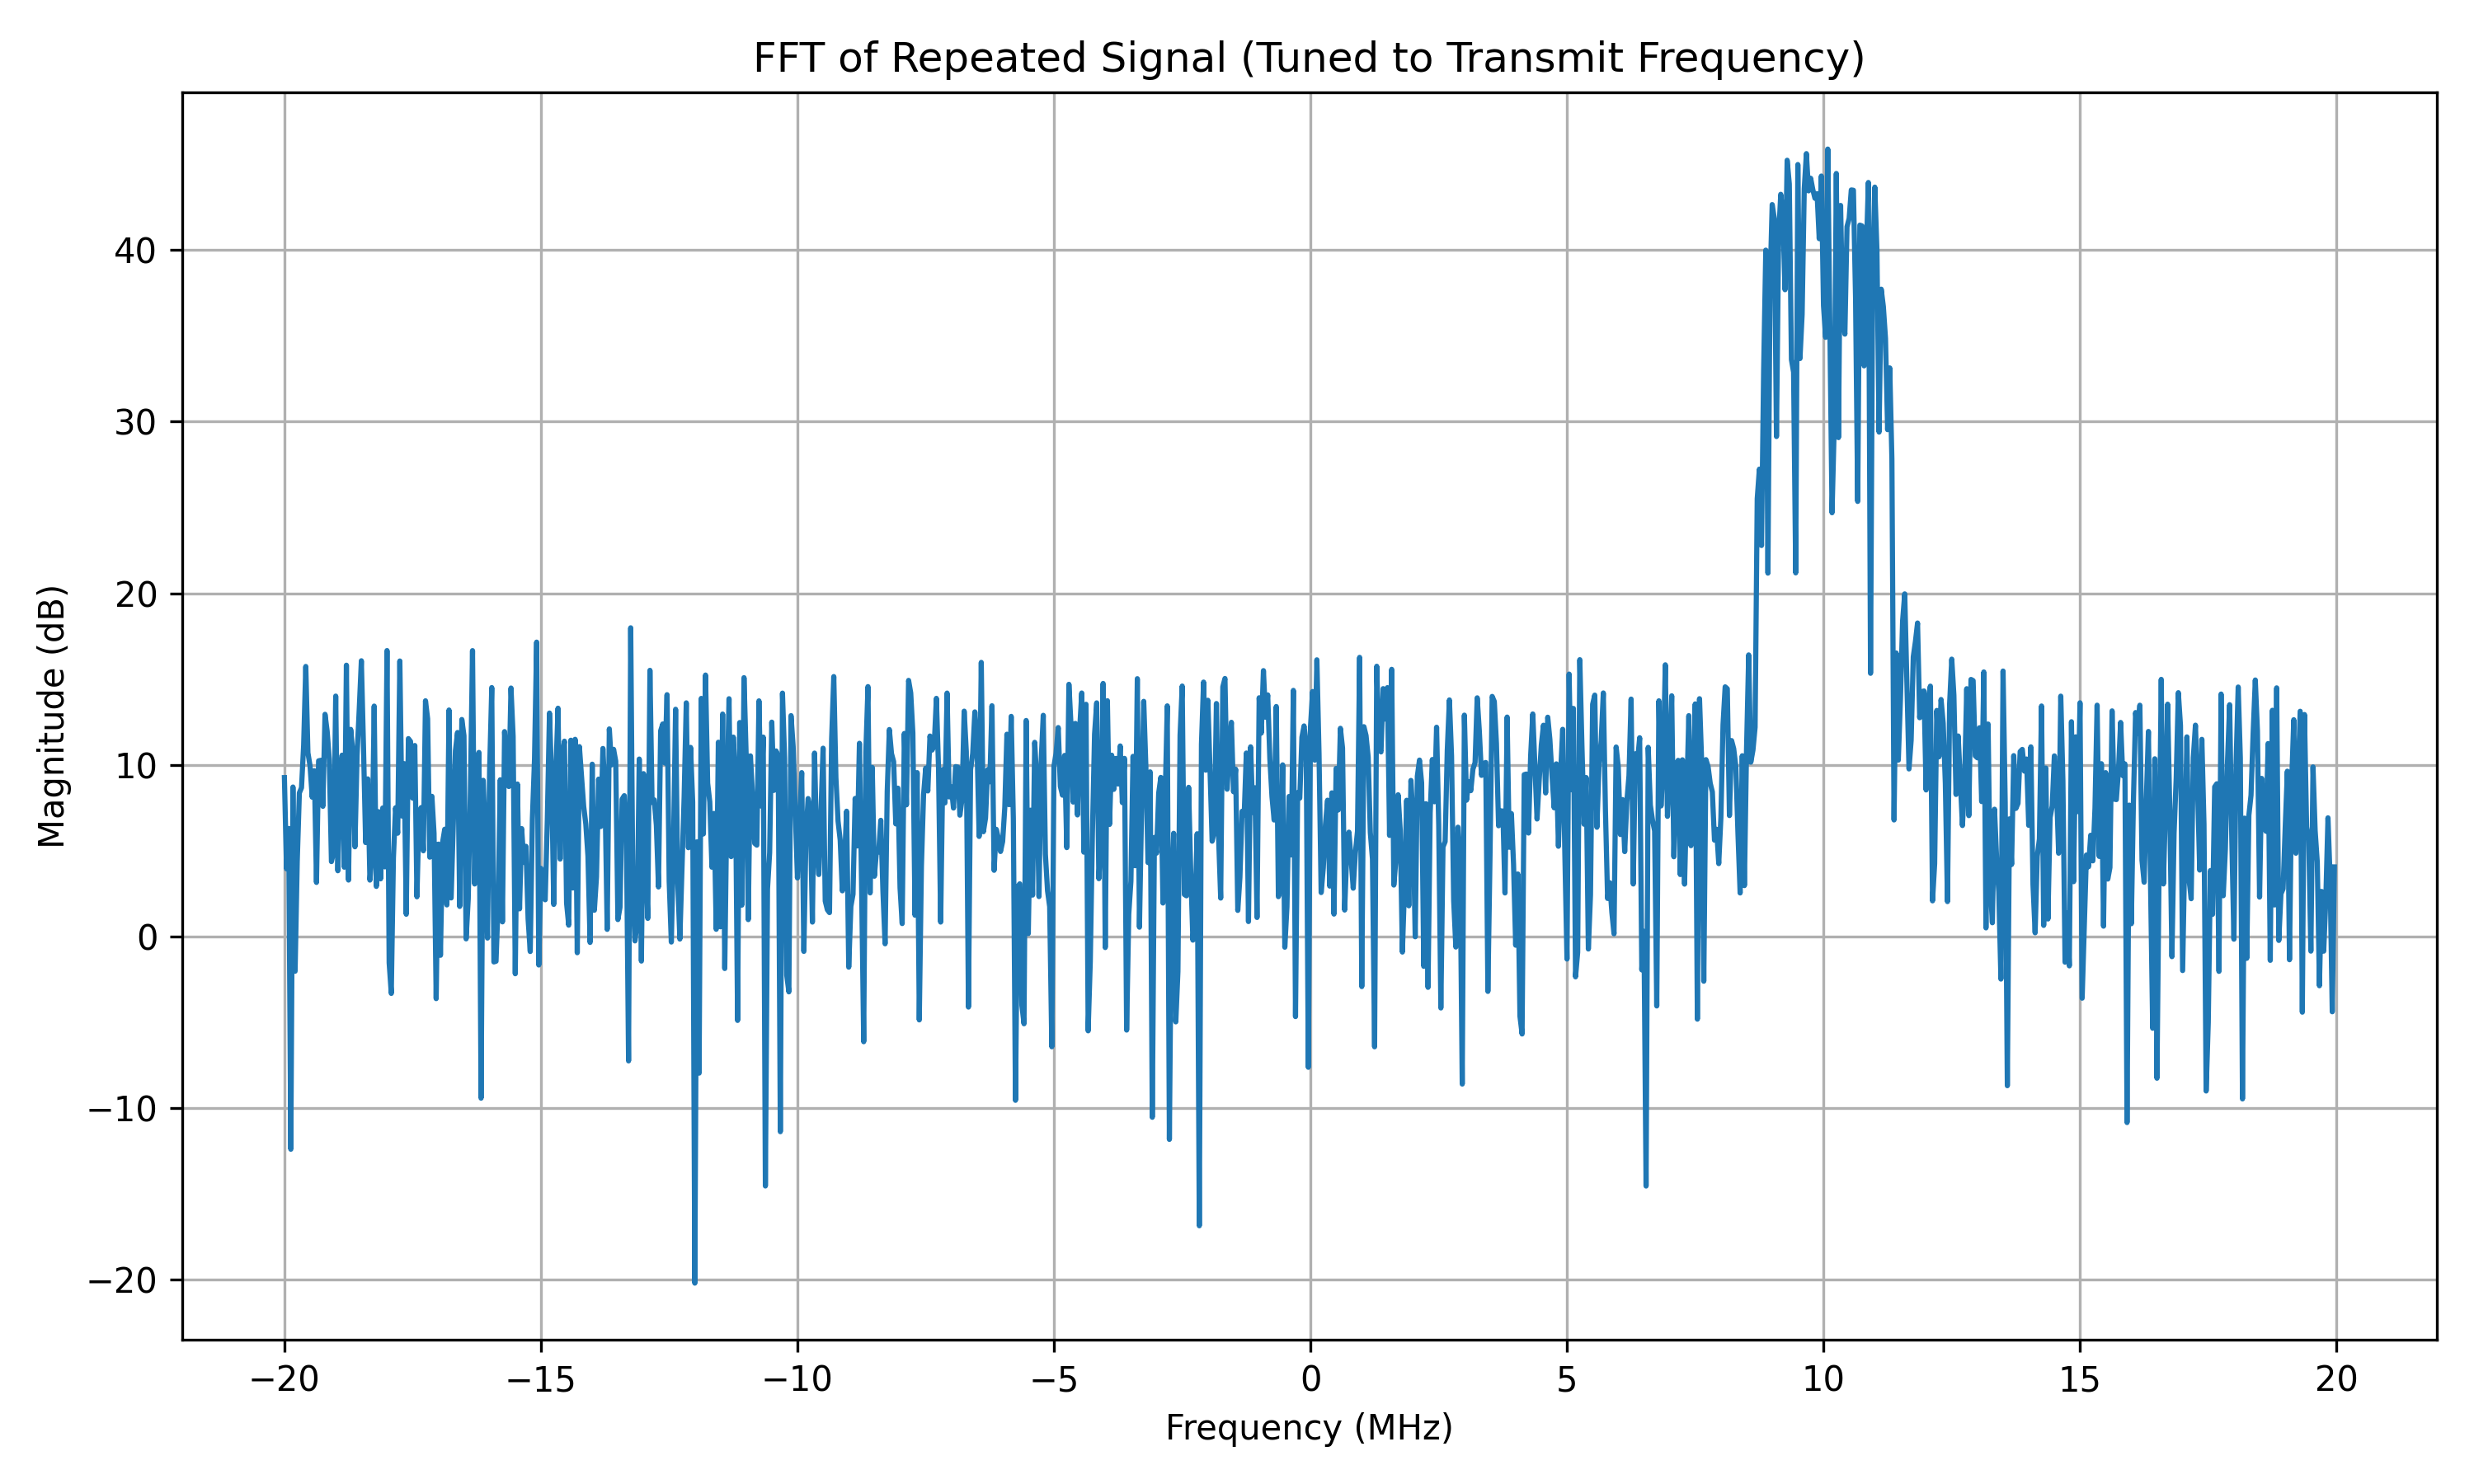 FFT of Repeated Signal (Tuned to Transmit Frequency)
Magnitude (dB)
40
30
20
10
0
−10
−20
−20 −15 −10 −5 0 5 10 15 20
Frequency (MHz)